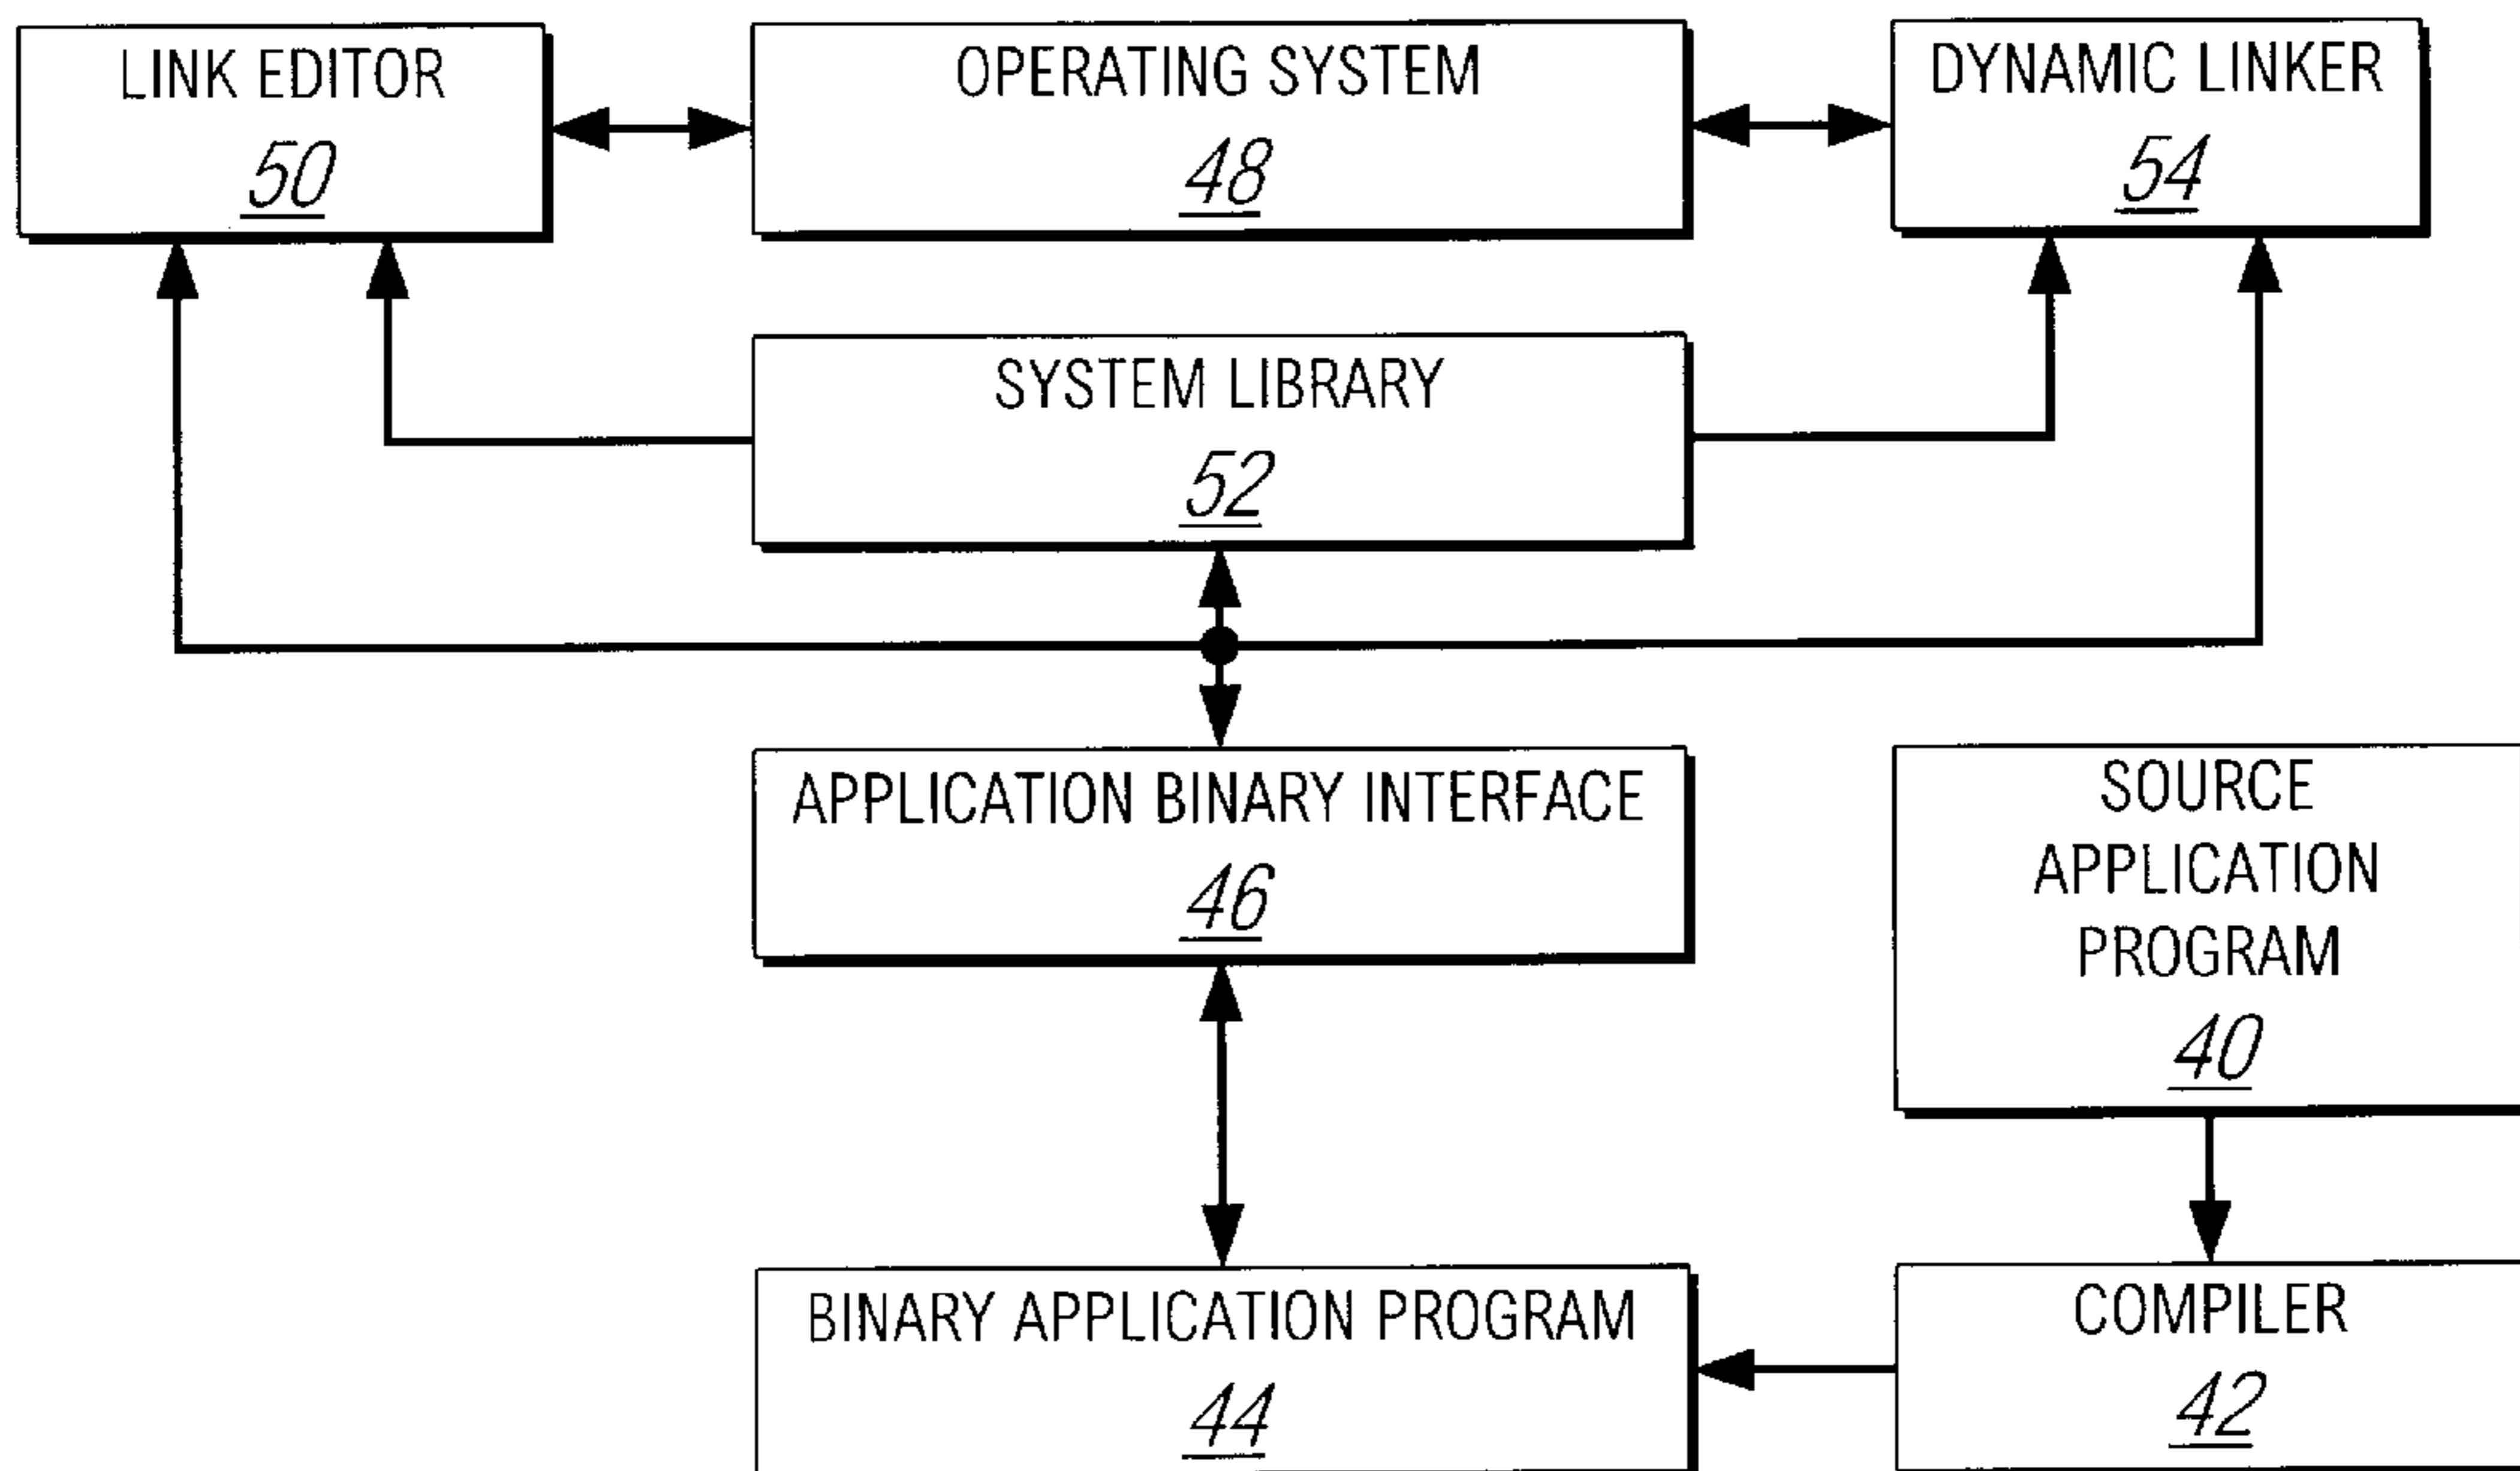 LINK EDITOR
50
OPERATING SYSTEM
48
DYNAMIC LINKER
54
SYSTEM LIBRARY
52
APPLICATION BINARY INTERFACE
46
SOURCE
APPLICATION
PROGRAM
40
BINARY APPLICATION PROGRAM
44
COMPILER
42